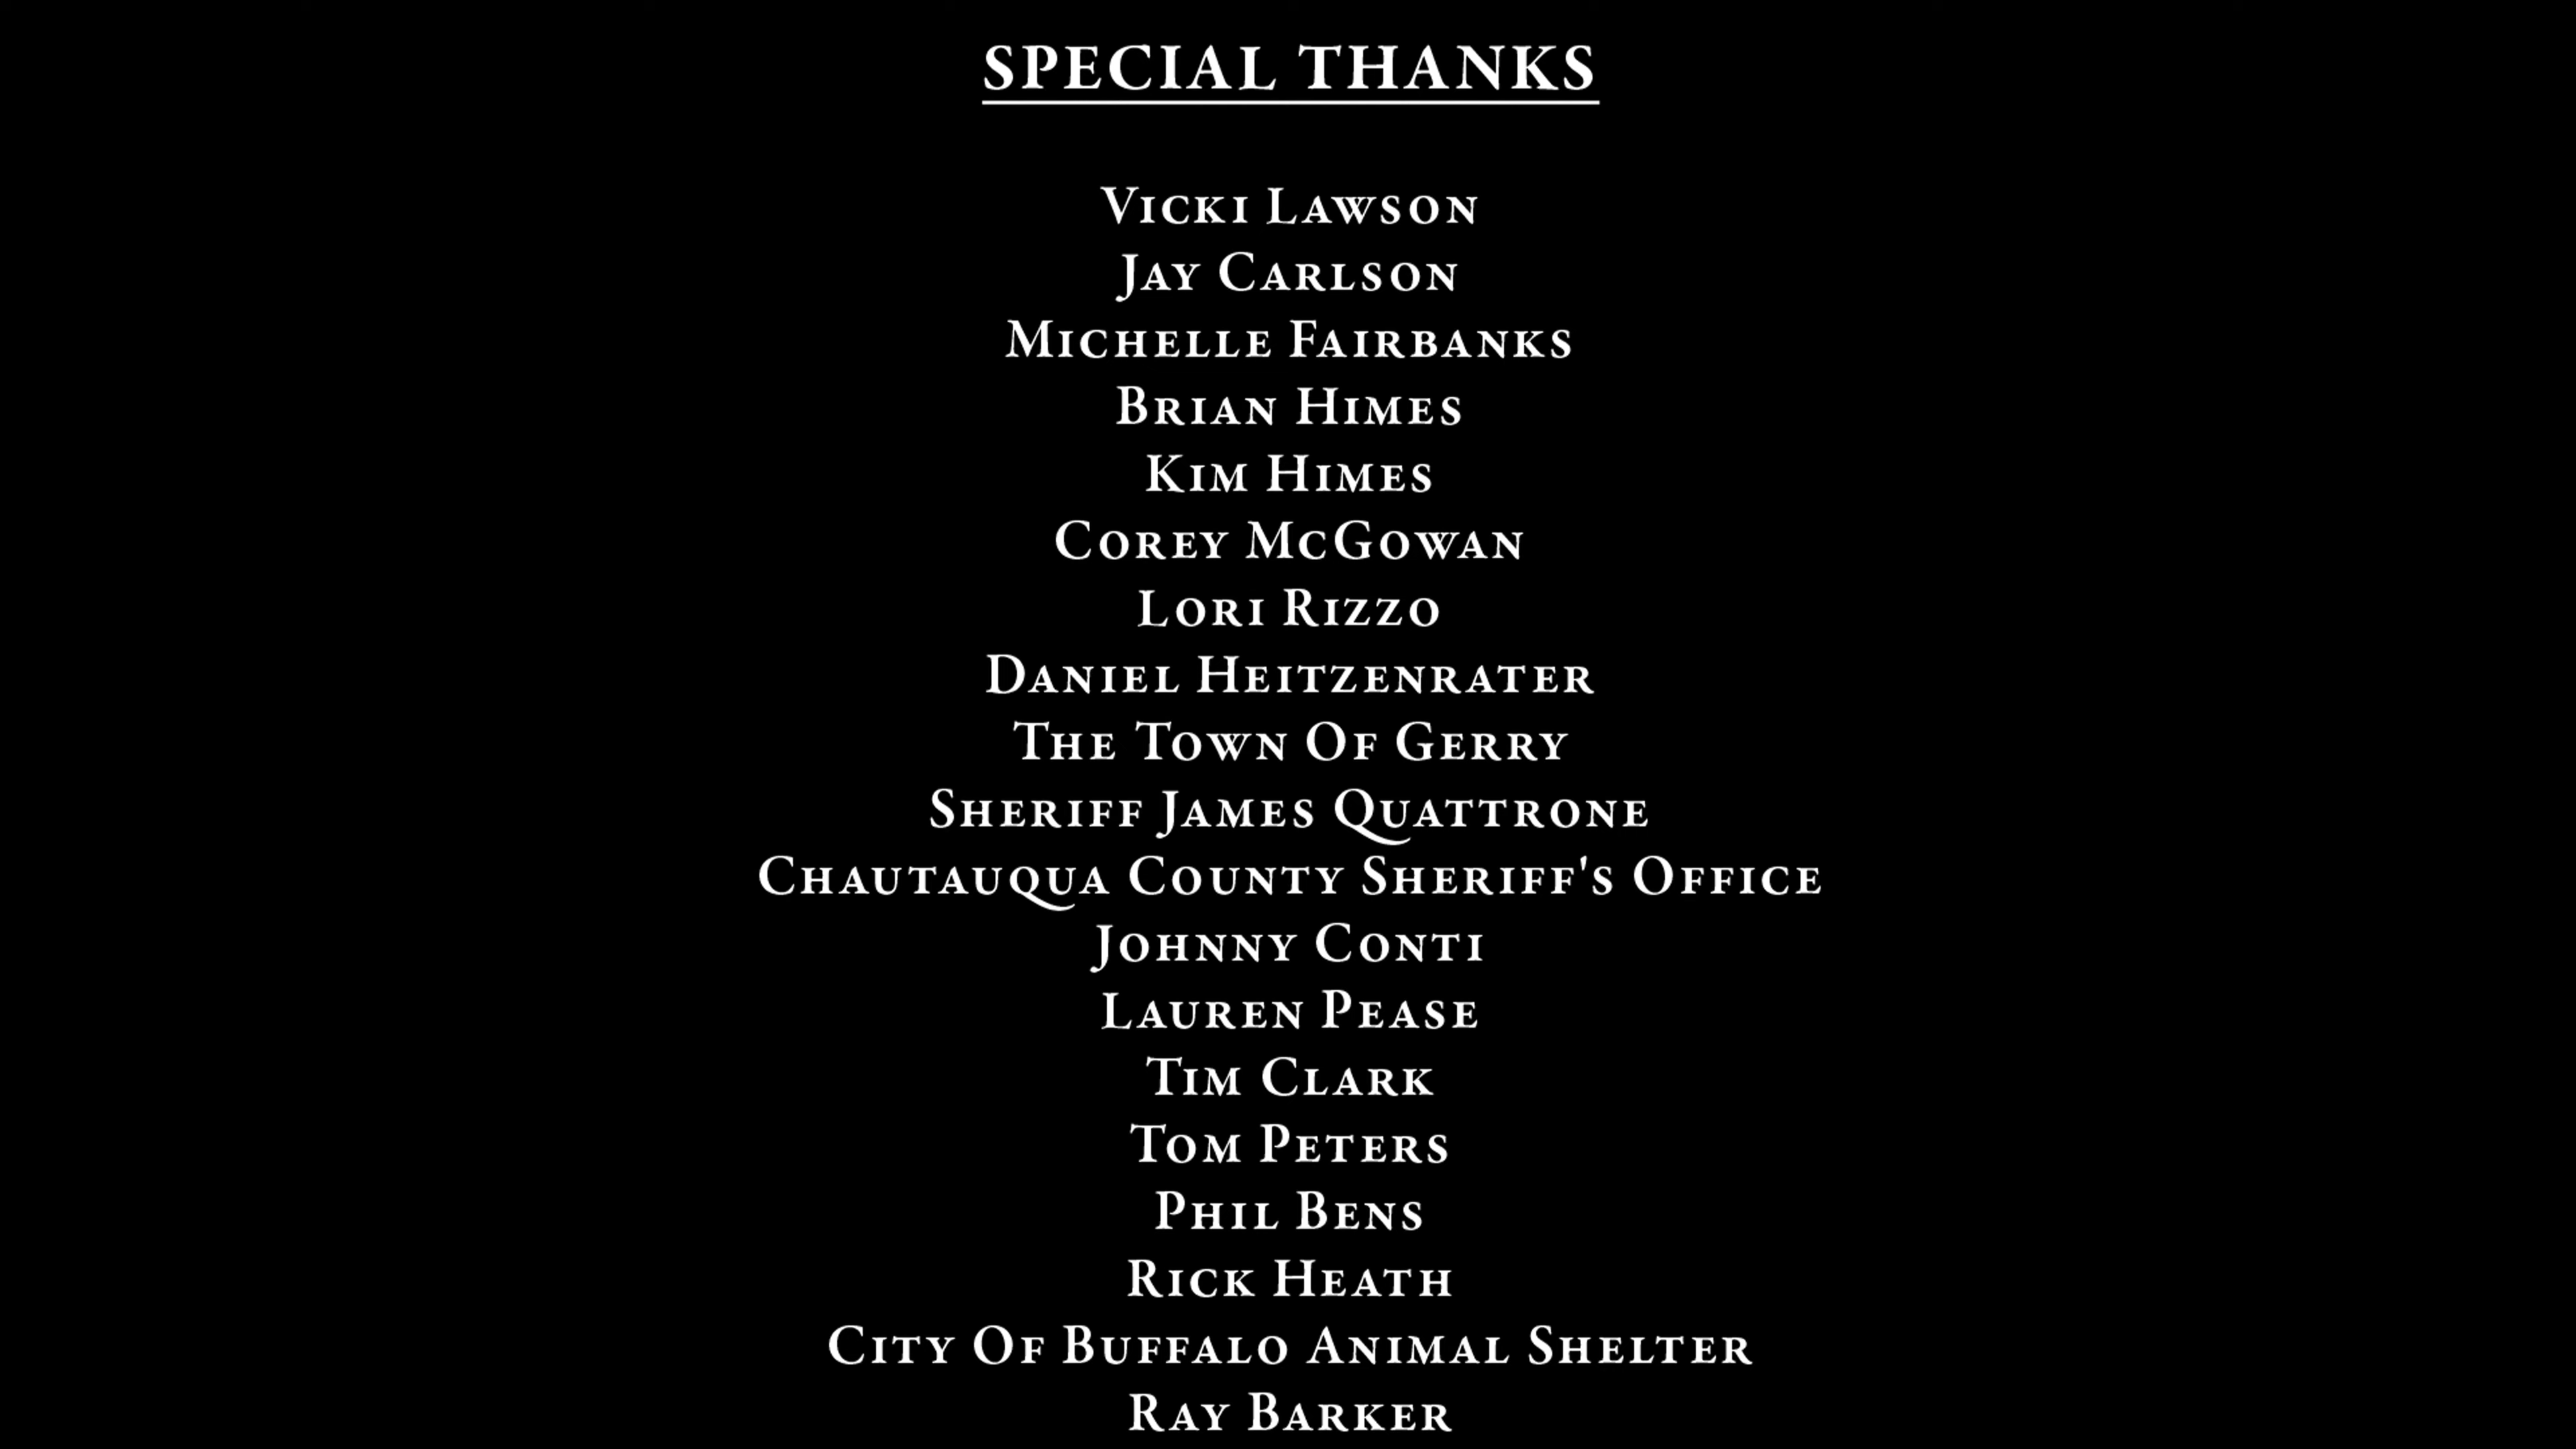 SPECIAL THANKS
Vicki Lawson
Jay Carlson
Michelle Fairbanks
Brian Himes
Kim Himes
Corey McGowan
Lori Rizzo
Daniel Heitzenrater
The Town Of Gerry
Sheriff James Quattrone
Chautauqua County Sheriff's Office
Johnny Conti
Lauren Pease
Tim Clark
Tom Peters
Phil Bens
Rick Heath
City Of Buffalo Animal Shelter
Ray Barker